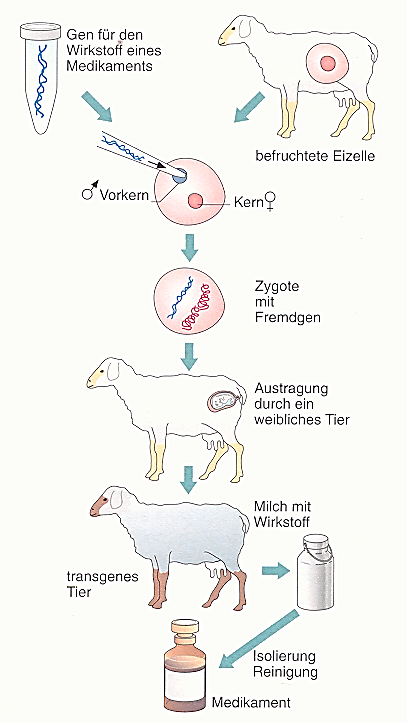 Gen für den
Wirkstoff eines
Medikaments
befruchtete Eizelle
♂ Vorkern
Kern♀
Zygote
mit
Fremdgen
Austragung
durch ein
weibliches Tier
Milch mit
Wirkstoff
transgenes
Tier
Isolierung
Reinigung
Medikament